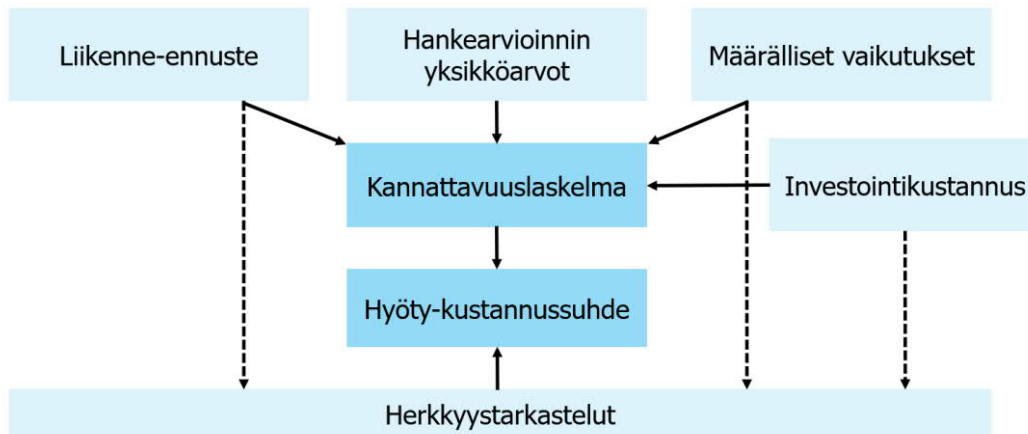 Liikenne-ennuste
Hankearvioinnin
yksikköarvot
Määrälliset vaikutukset
Kannattavuuslaskelma
Investointikustannus
Hyöty-kustannussuhde
Herkkyystarkastelut